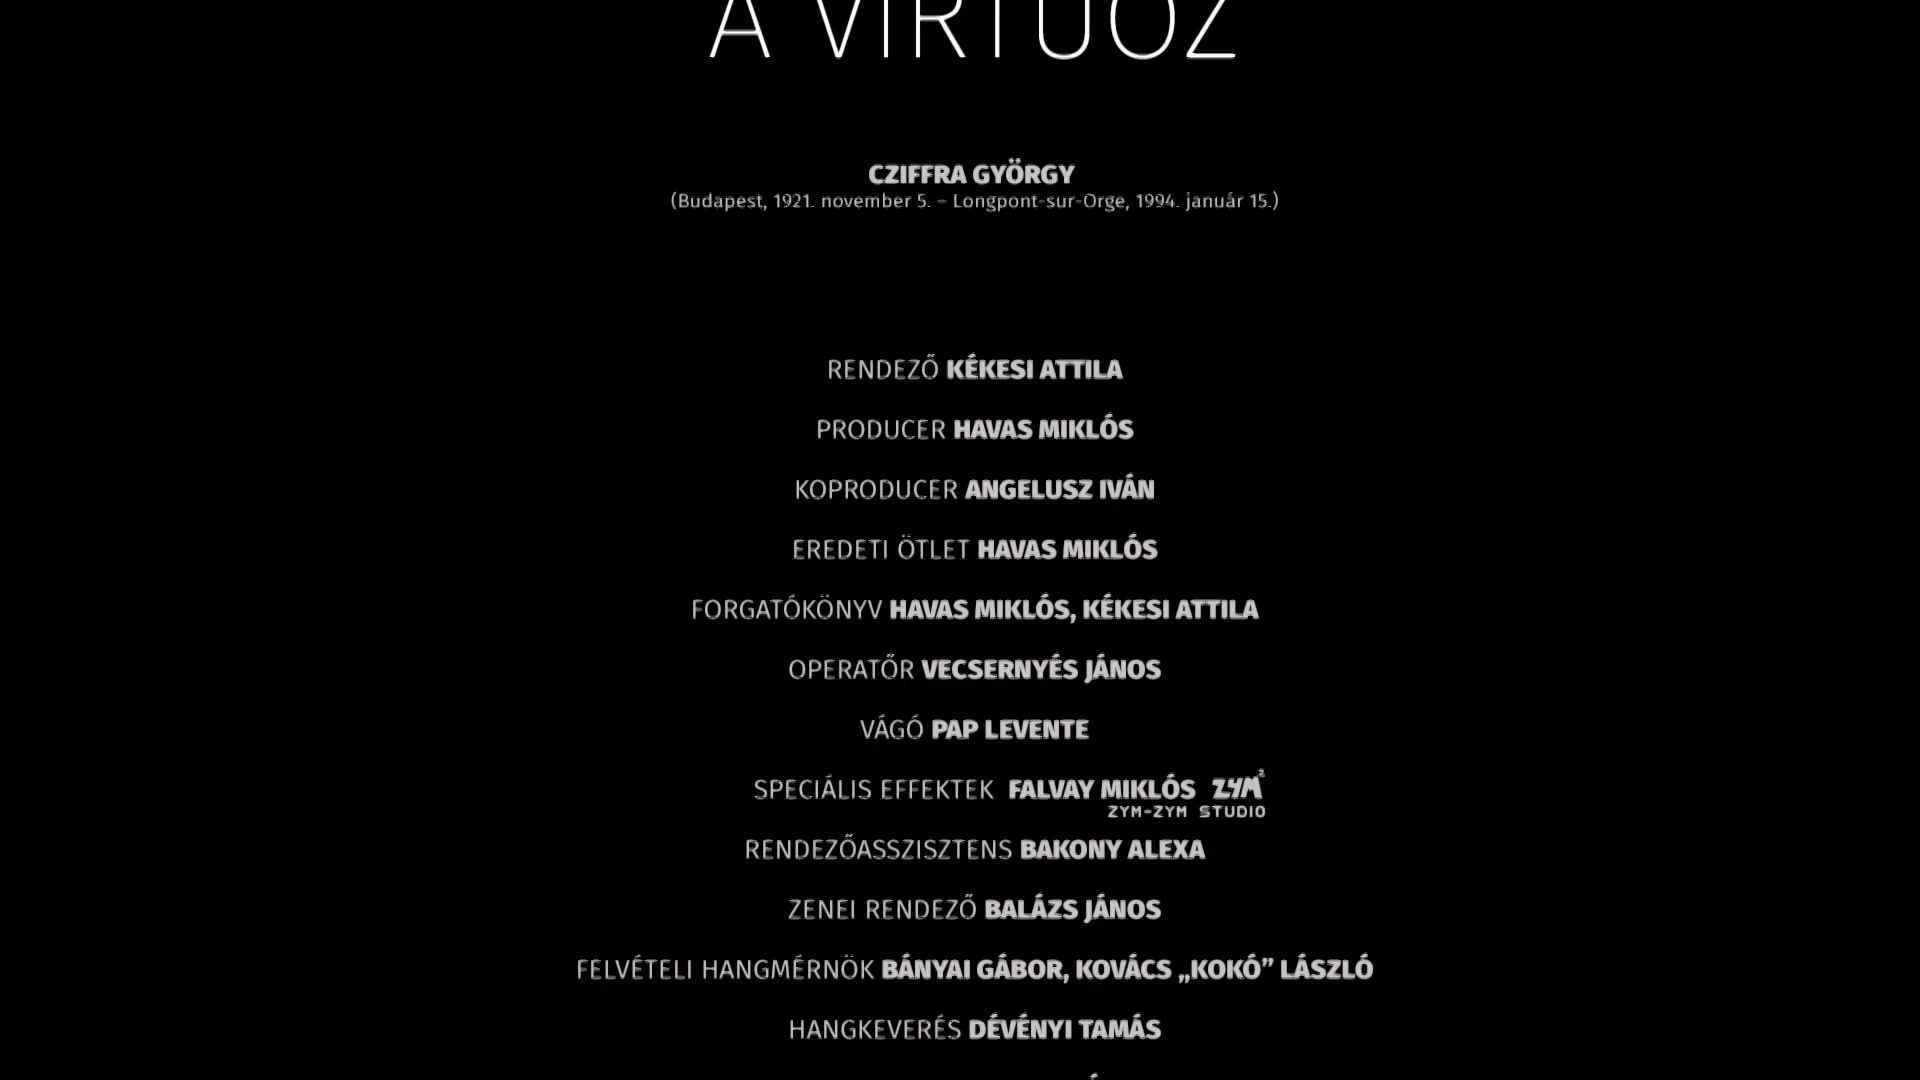 A VIRTUÓZ
CZIFFRA GYÖRGY
(Budapest, 1921. november 5. – Longpont-sur-Orge, 1994. január 15.)
RENDEZŐ KÉKESI ATTILA
PRODUCER HAVAS MIKLÓS
KOPRODUCER ANGELUSZ IVÁN
EREDETI ÖTLET HAVAS MIKLÓS
FORGATÓKÖNYV HAVAS MIKLÓS, KÉKESI ATTILA
OPERATŐR VECSERNYÉS JÁNOS
VÁGÓ PAP LEVENTE
SPECIÁLIS EFFEKTEK FALVAY MIKLÓS ZYM²
ZYM-ZYM STUDIO
RENDEZŐASSZISZTENS BAKONY ALEXA
ZENEI RENDEZŐ BALÁZS JÁNOS
FELVÉTELI HANGMÉRNÖK BÁNYAI GÁBOR, KOVÁCS „KOKÓ” LÁSZLÓ
HANGKEVERÉS DÉVÉNYI TAMÁS